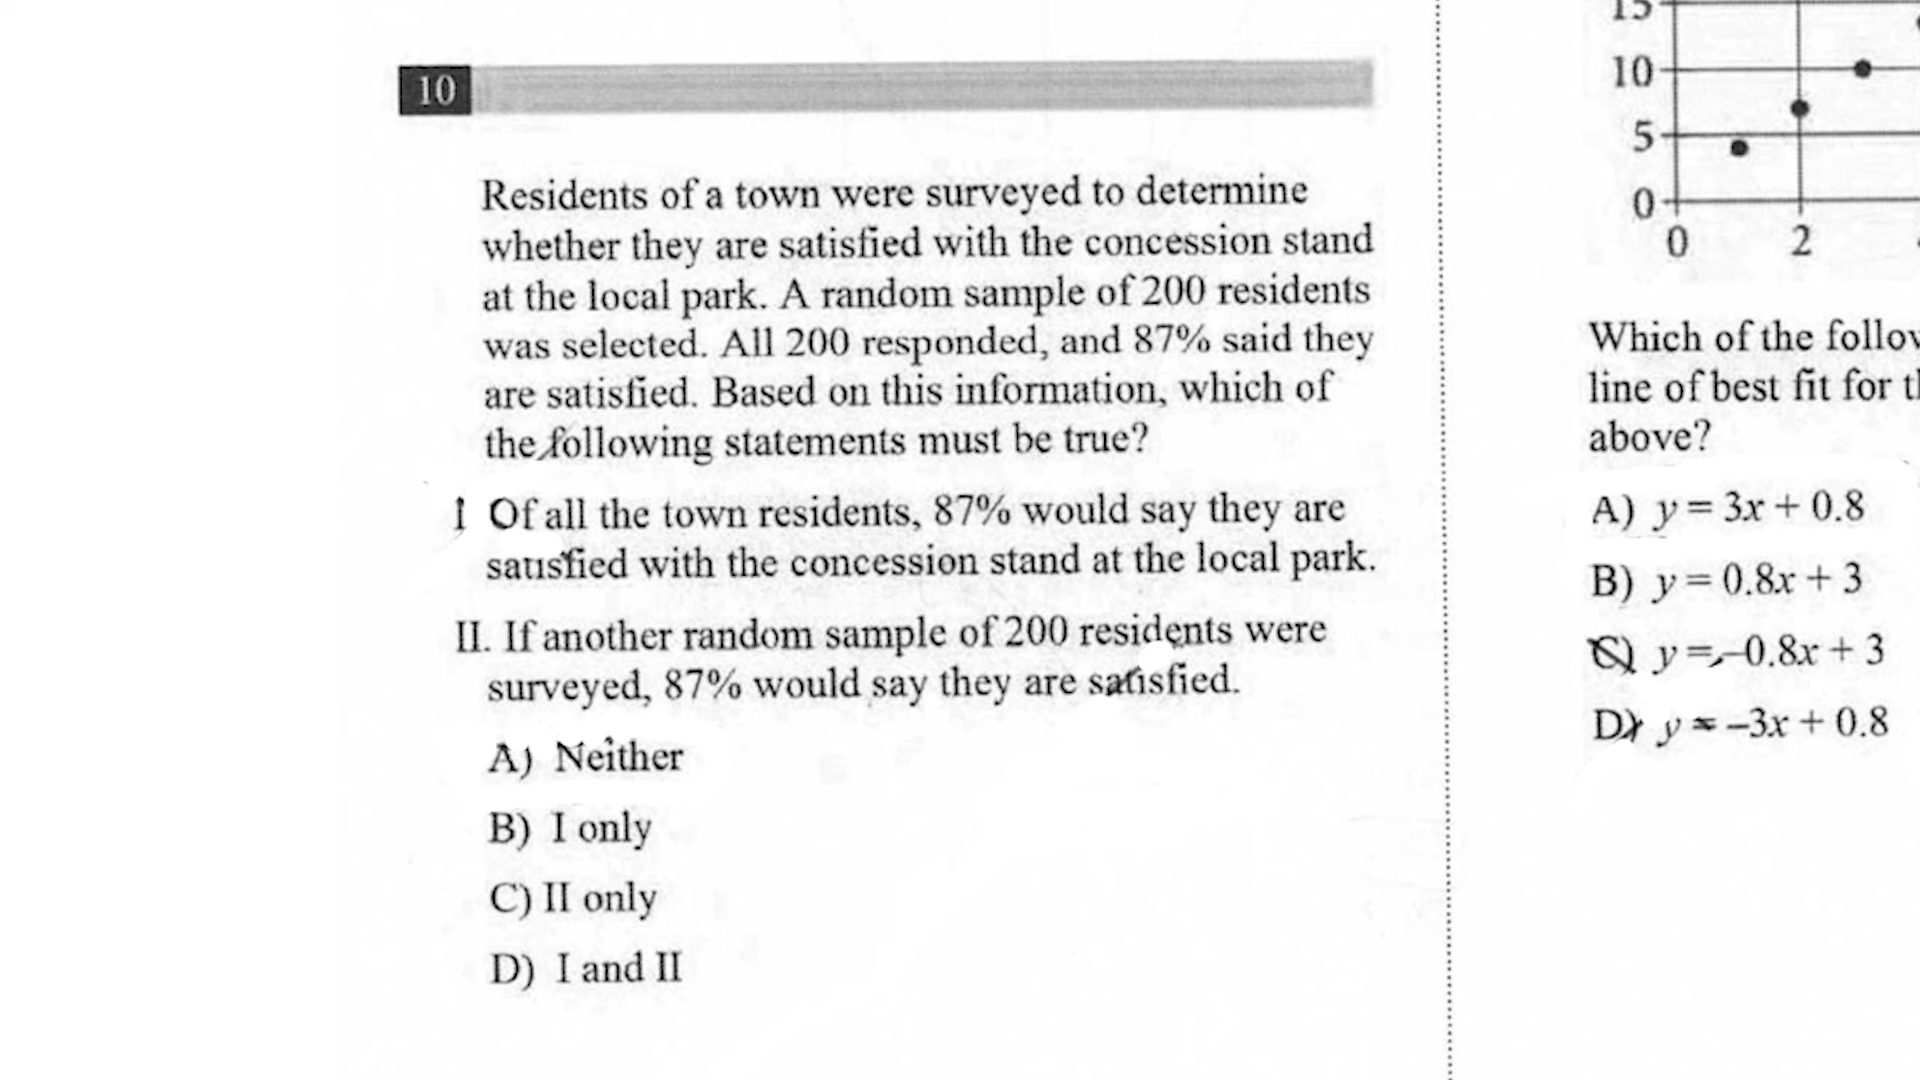 10
Residents of a town were surveyed to determine
whether they are satisfied with the concession stand
at the local park. A random sample of 200 residents
was selected. All 200 responded, and 87% said they
are satisfied. Based on this information, which of
the following statements must be true?
I Of all the town residents, 87% would say they are
satisfied with the concession stand at the local park.
II. If another random sample of 200 residents were
surveyed, 87% would say they are satisfied.
A) Neither
B) I only
C) II only
D) I and II
15
10
5
0
0 2
Which of the follow
line of best fit for th
above?
A) y = 3x + 0.8
B) y = 0.8x + 3
C) y = –0.8x + 3
D) y = –3x + 0.8